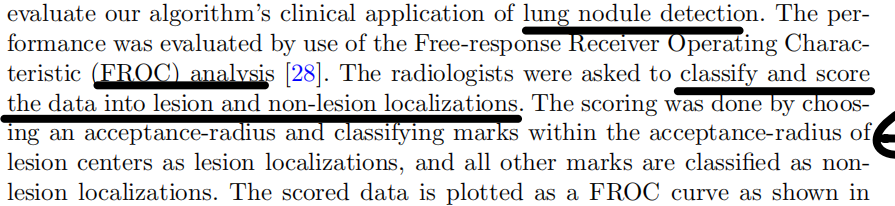 evaluate our algorithm's clinical application of lung nodule detection. The per-
formance was evaluated by use of the Free-response Receiver Operating Charac-
teristic (FROC) analysis [28]. The radiologists were asked to classify and score
the data into lesion and non-lesion localizations. The scoring was done by choos-
ing an acceptance-radius and classifying marks within the acceptance-radius of
lesion centers as lesion localizations, and all other marks are classified as non-
lesion localizations. The scored data is plotted as a FROC curve as shown in